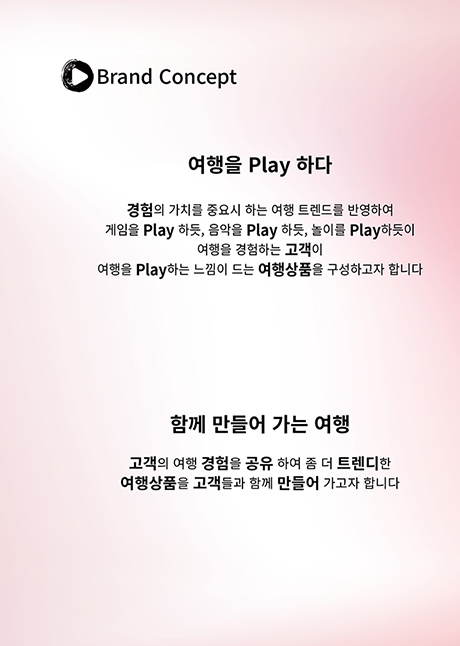 Brand Concept
여행을 Play 하다
경험의 가치를 중요시 하는 여행 트렌드를 반영하여
게임을 Play 하듯, 음악을 Play 하듯, 놀이를 Play하듯이
여행을 경험하는 고객이
여행을 Play하는 느낌이 드는 여행상품을 구성하고자 합니다
함께 만들어 가는 여행
고객의 여행 경험을 공유 하여 좀 더 트렌디한
여행상품을 고객들과 함께 만들어 가고자 합니다